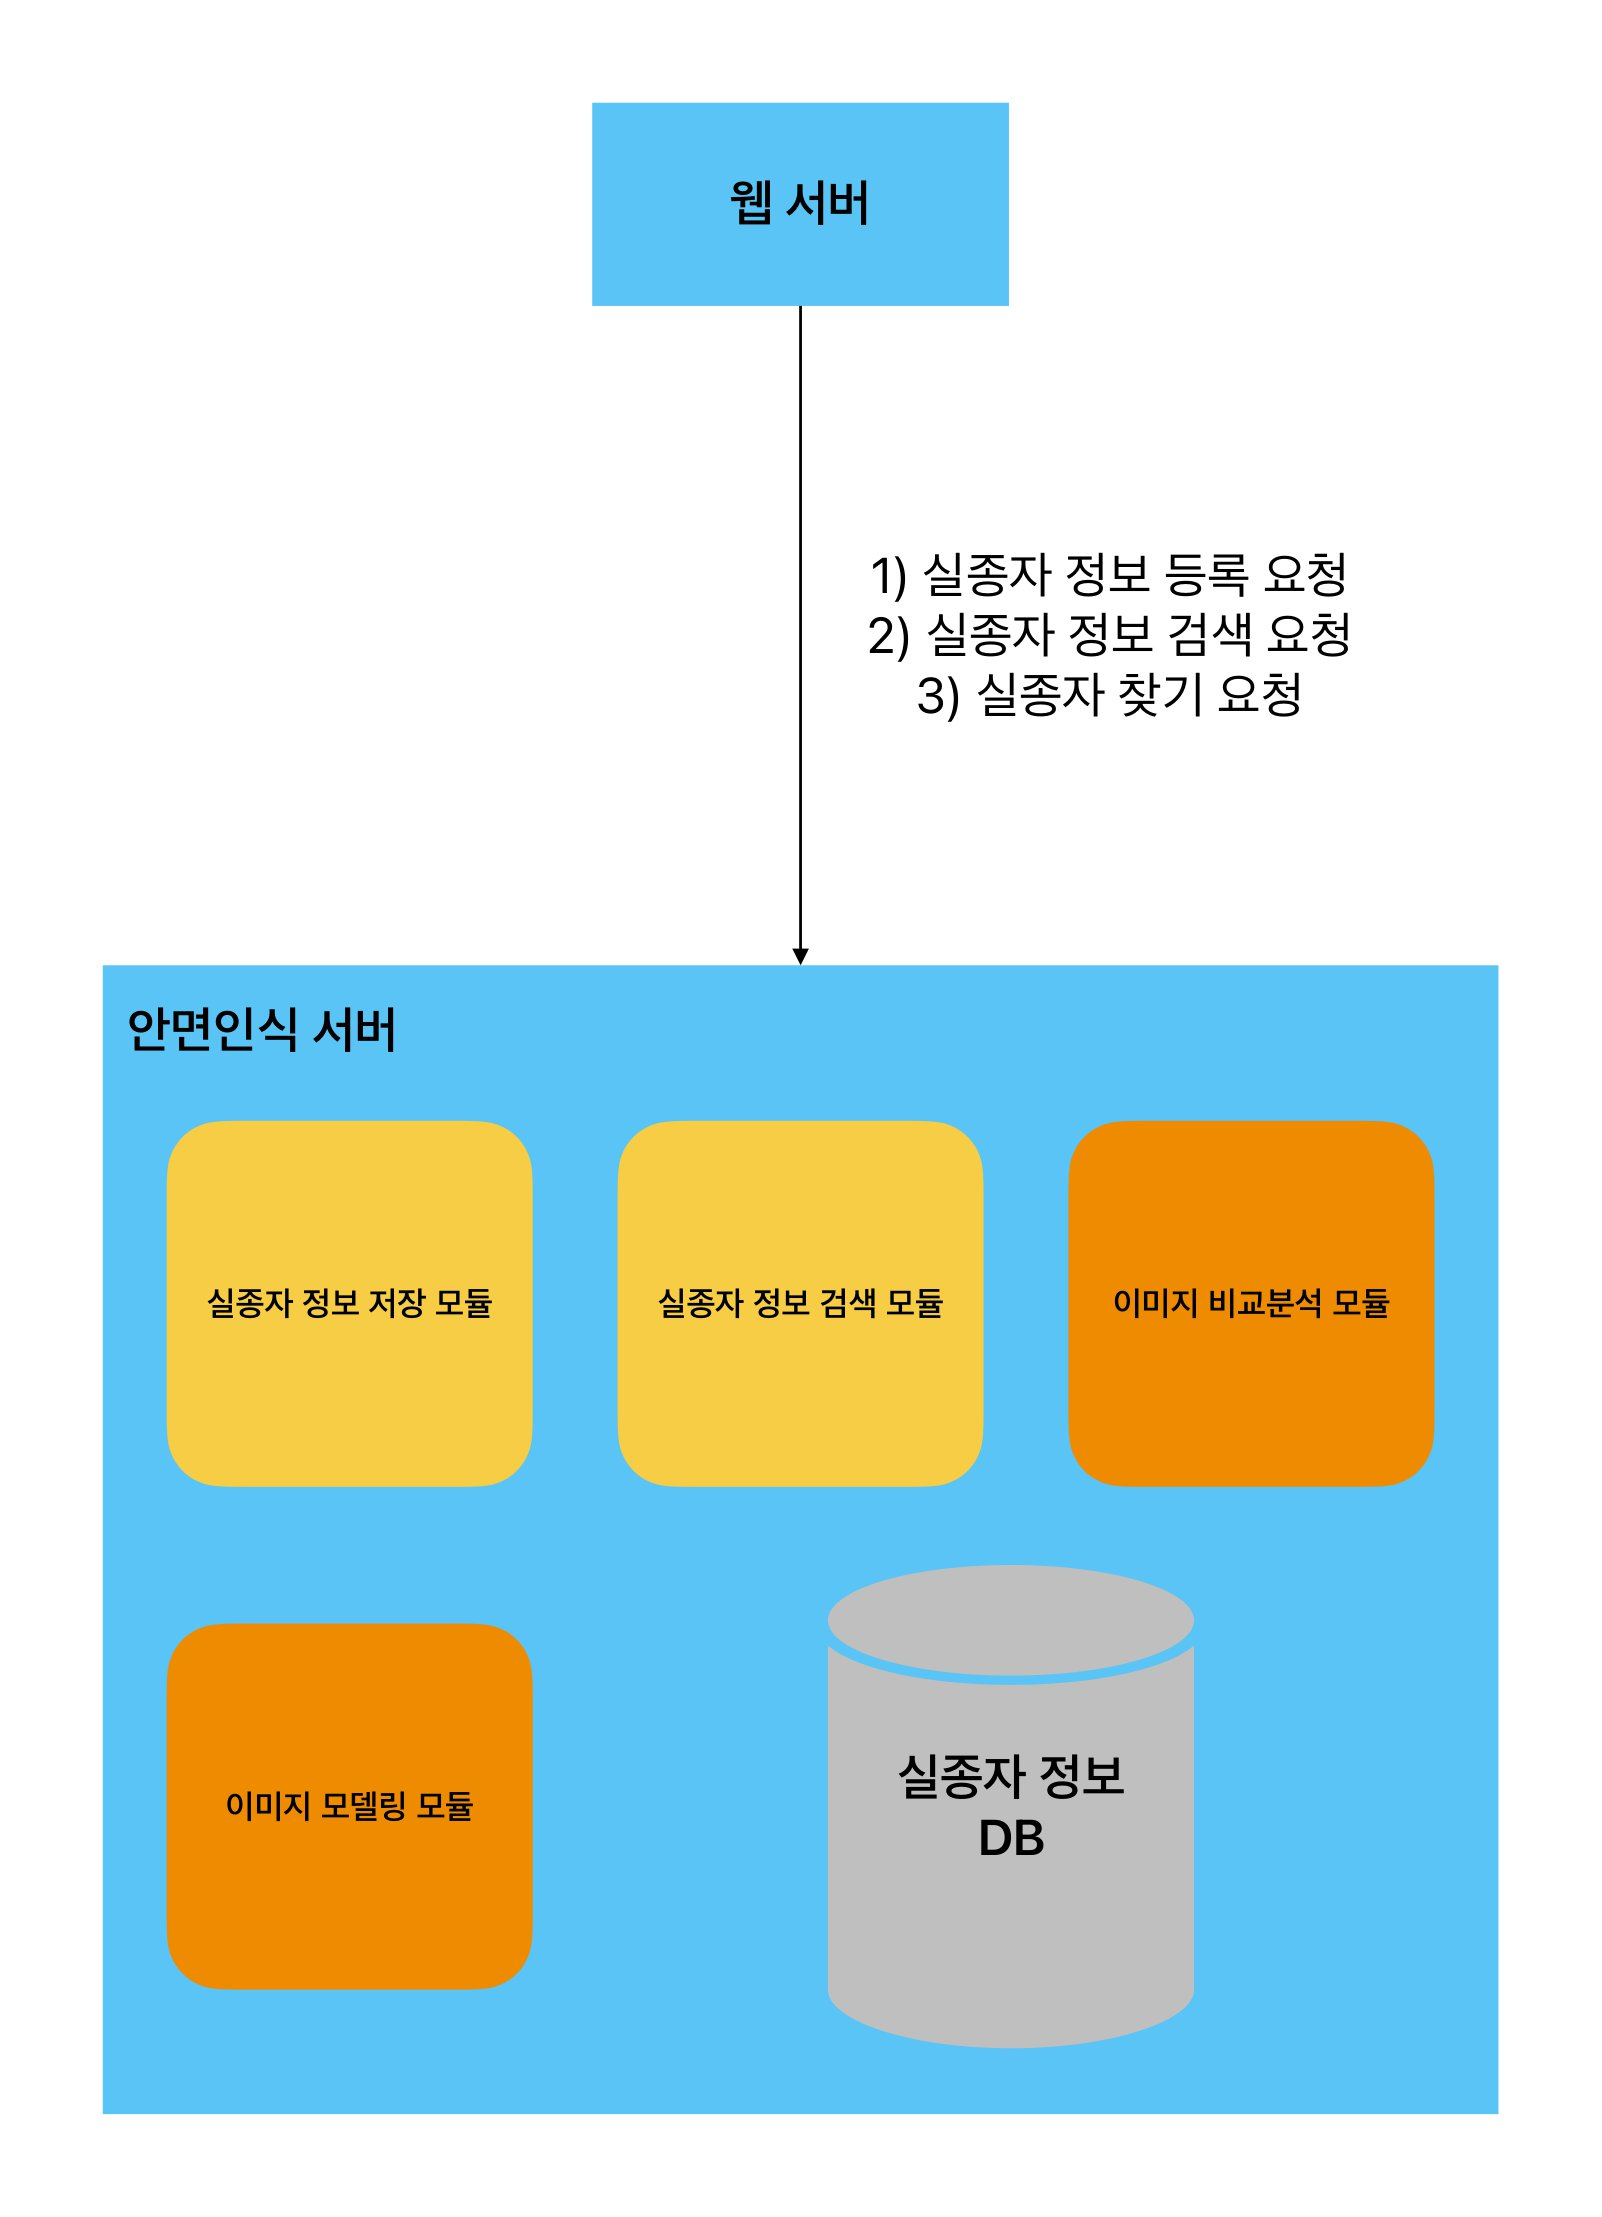 웹 서버
1) 실종자 정보 등록 요청
2) 실종자 정보 검색 요청
3) 실종자 찾기 요청
안면인식 서버
실종자 정보 저장 모듈
실종자 정보 검색 모듈
이미지 비교분석 모듈
이미지 모델링 모듈
실종자 정보
DB